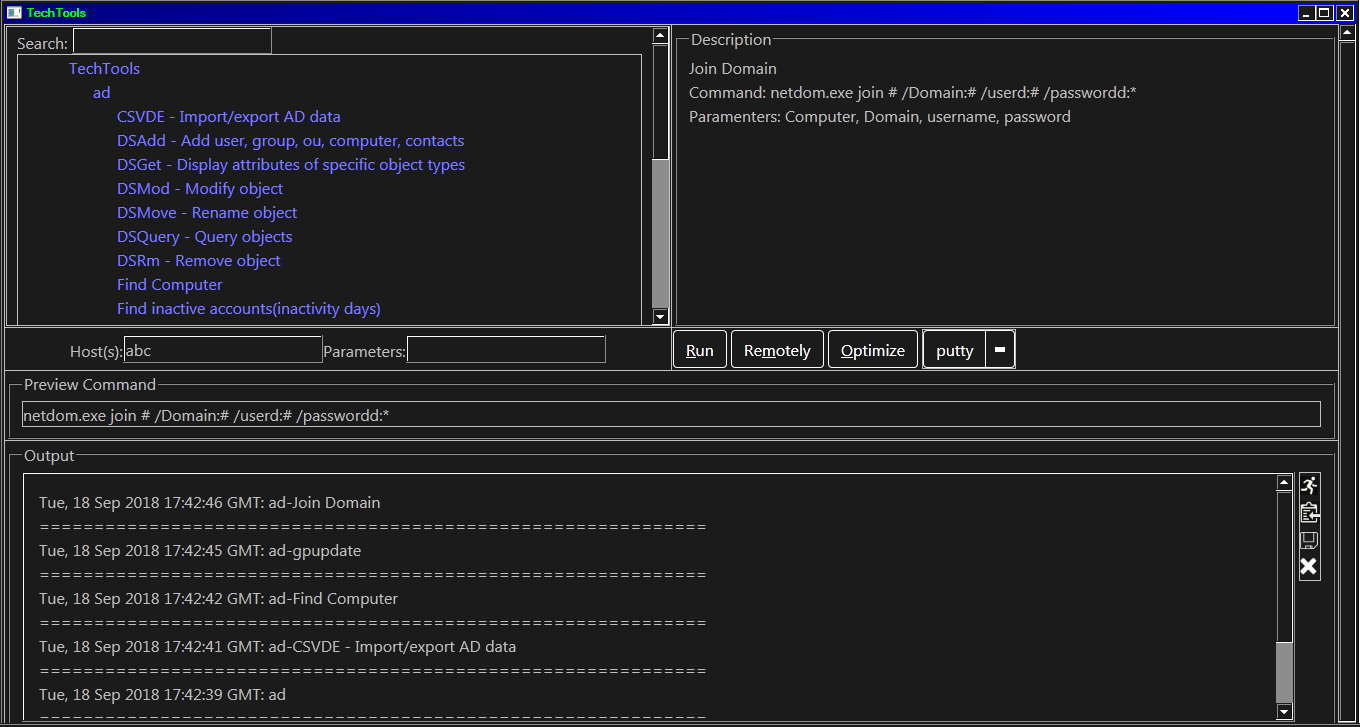 TechTools
Search:
TechTools
ad
CSVDE - Import/export AD data
DSAdd - Add user, group, ou, computer, contacts
DSGet - Display attributes of specific object types
DSMod - Modify object
DSMove - Rename object
DSQuery - Query objects
DSRm - Remove object
Find Computer
Find inactive accounts(inactivity days)
Description
Join Domain
Command: netdom.exe join # /Domain:# /userd:# /passwordd:*
Paramenters: Computer, Domain, username, password
Host(s): abc Parameters:
Run Remotely Optimize putty
Preview Command
netdom.exe join # /Domain:# /userd:# /passwordd:*
Output
Tue, 18 Sep 2018 17:42:46 GMT: ad-Join Domain
==============================================================
Tue, 18 Sep 2018 17:42:45 GMT: ad-gpupdate
==============================================================
Tue, 18 Sep 2018 17:42:42 GMT: ad-Find Computer
==============================================================
Tue, 18 Sep 2018 17:42:41 GMT: ad-CSVDE - Import/export AD data
==============================================================
Tue, 18 Sep 2018 17:42:39 GMT: ad
==============================================================